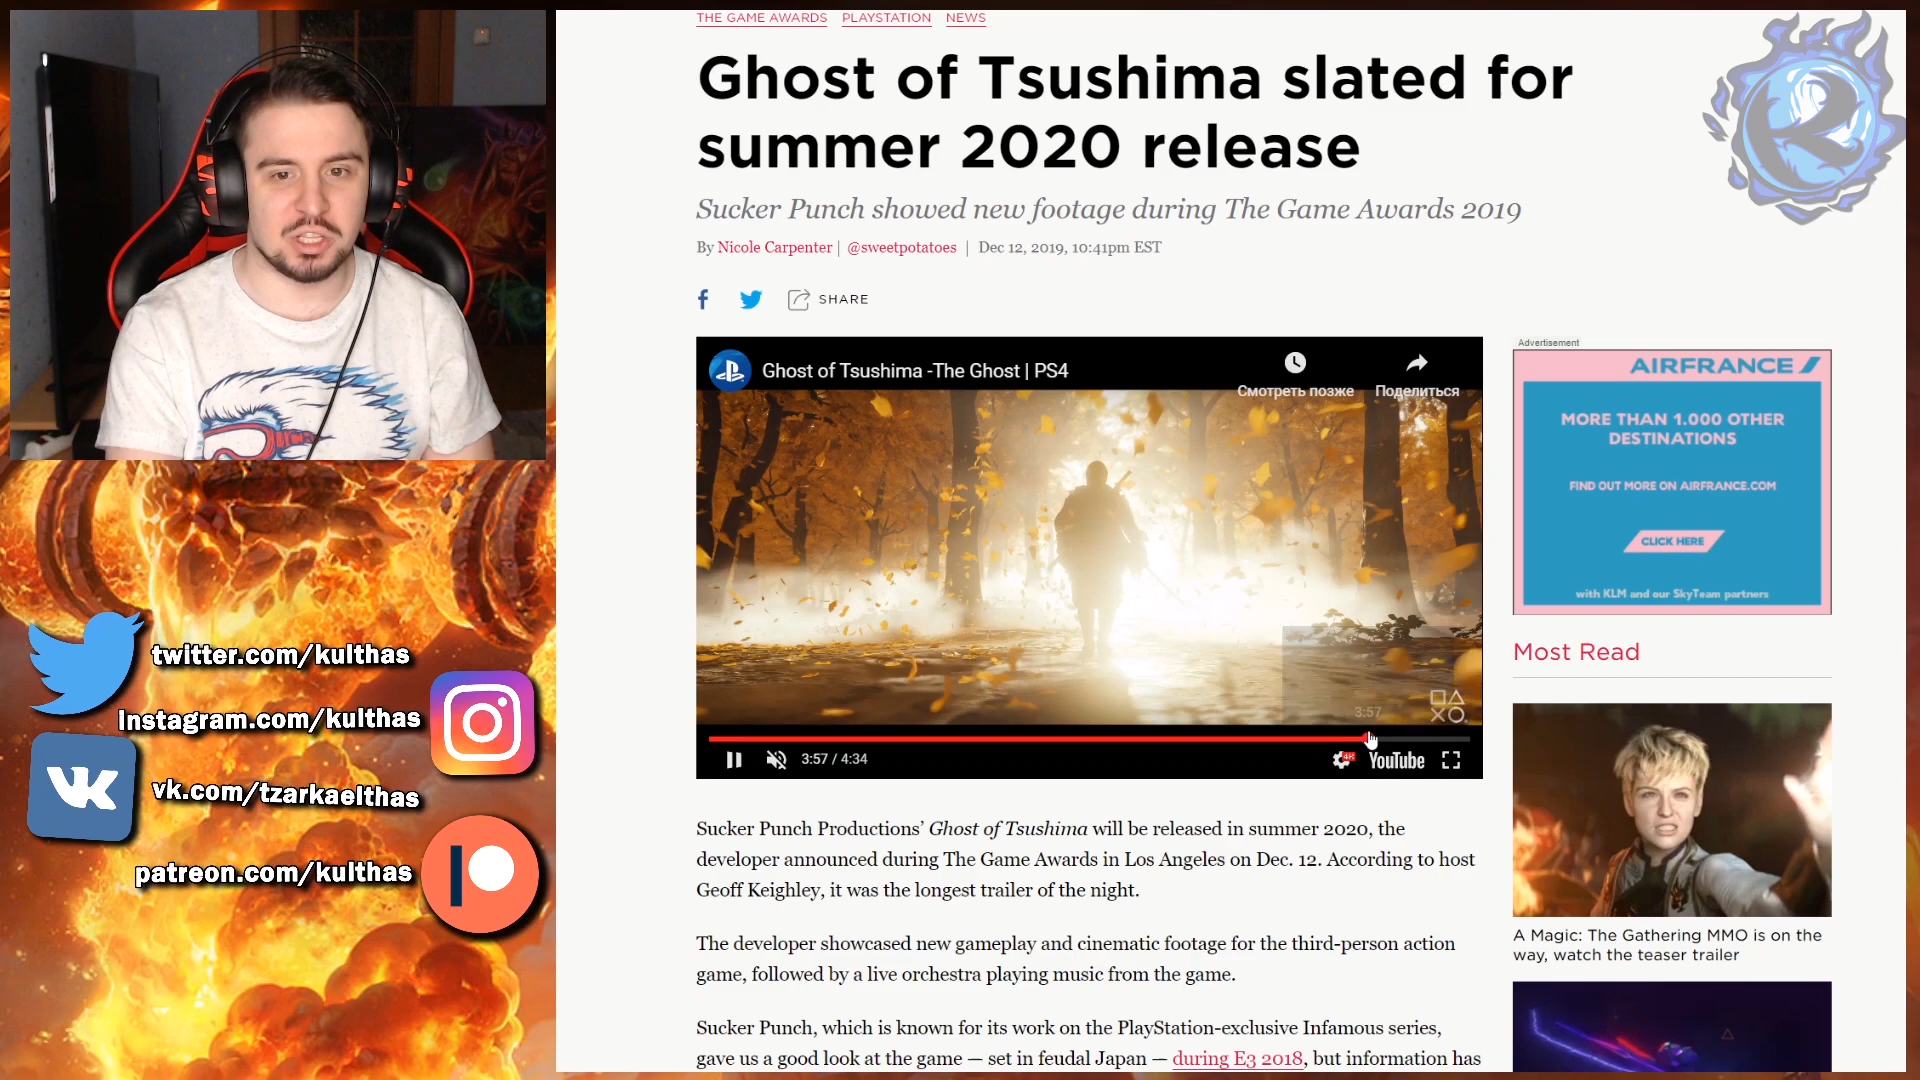 THE GAME AWARDS PLAYSTATION NEWS
Ghost of Tsushima slated for
summer 2020 release
Sucker Punch showed new footage during The Game Awards 2019
By Nicole Carpenter | @sweetpotatoes | Dec 12, 2019, 10:41pm EST
SHARE
Ghost of Tsushima -The Ghost | PS4
Смотреть позже
Поделиться
3:57
3:57 / 4:34
4K
YouTube
Sucker Punch Productions’ Ghost of Tsushima will be released in summer 2020, the
developer announced during The Game Awards in Los Angeles on Dec. 12. According to host
Geoff Keighley, it was the longest trailer of the night.
The developer showcased new gameplay and cinematic footage for the third-person action
game, followed by a live orchestra playing music from the game.
Sucker Punch, which is known for its work on the PlayStation-exclusive Infamous series,
gave us a good look at the game — set in feudal Japan — during E3 2018, but information has
Advertisement
AIRFRANCE
MORE THAN 1.000 OTHER
DESTINATIONS
FIND OUT MORE ON AIRFRANCE.COM
CLICK HERE
with KLM and our SkyTeam partners
Most Read
A Magic: The Gathering MMO is on the
way, watch the teaser trailer
twitter.com/kulthas
Instagram.com/kulthas
vk.com/tzarkaelthas
patreon.com/kulthas